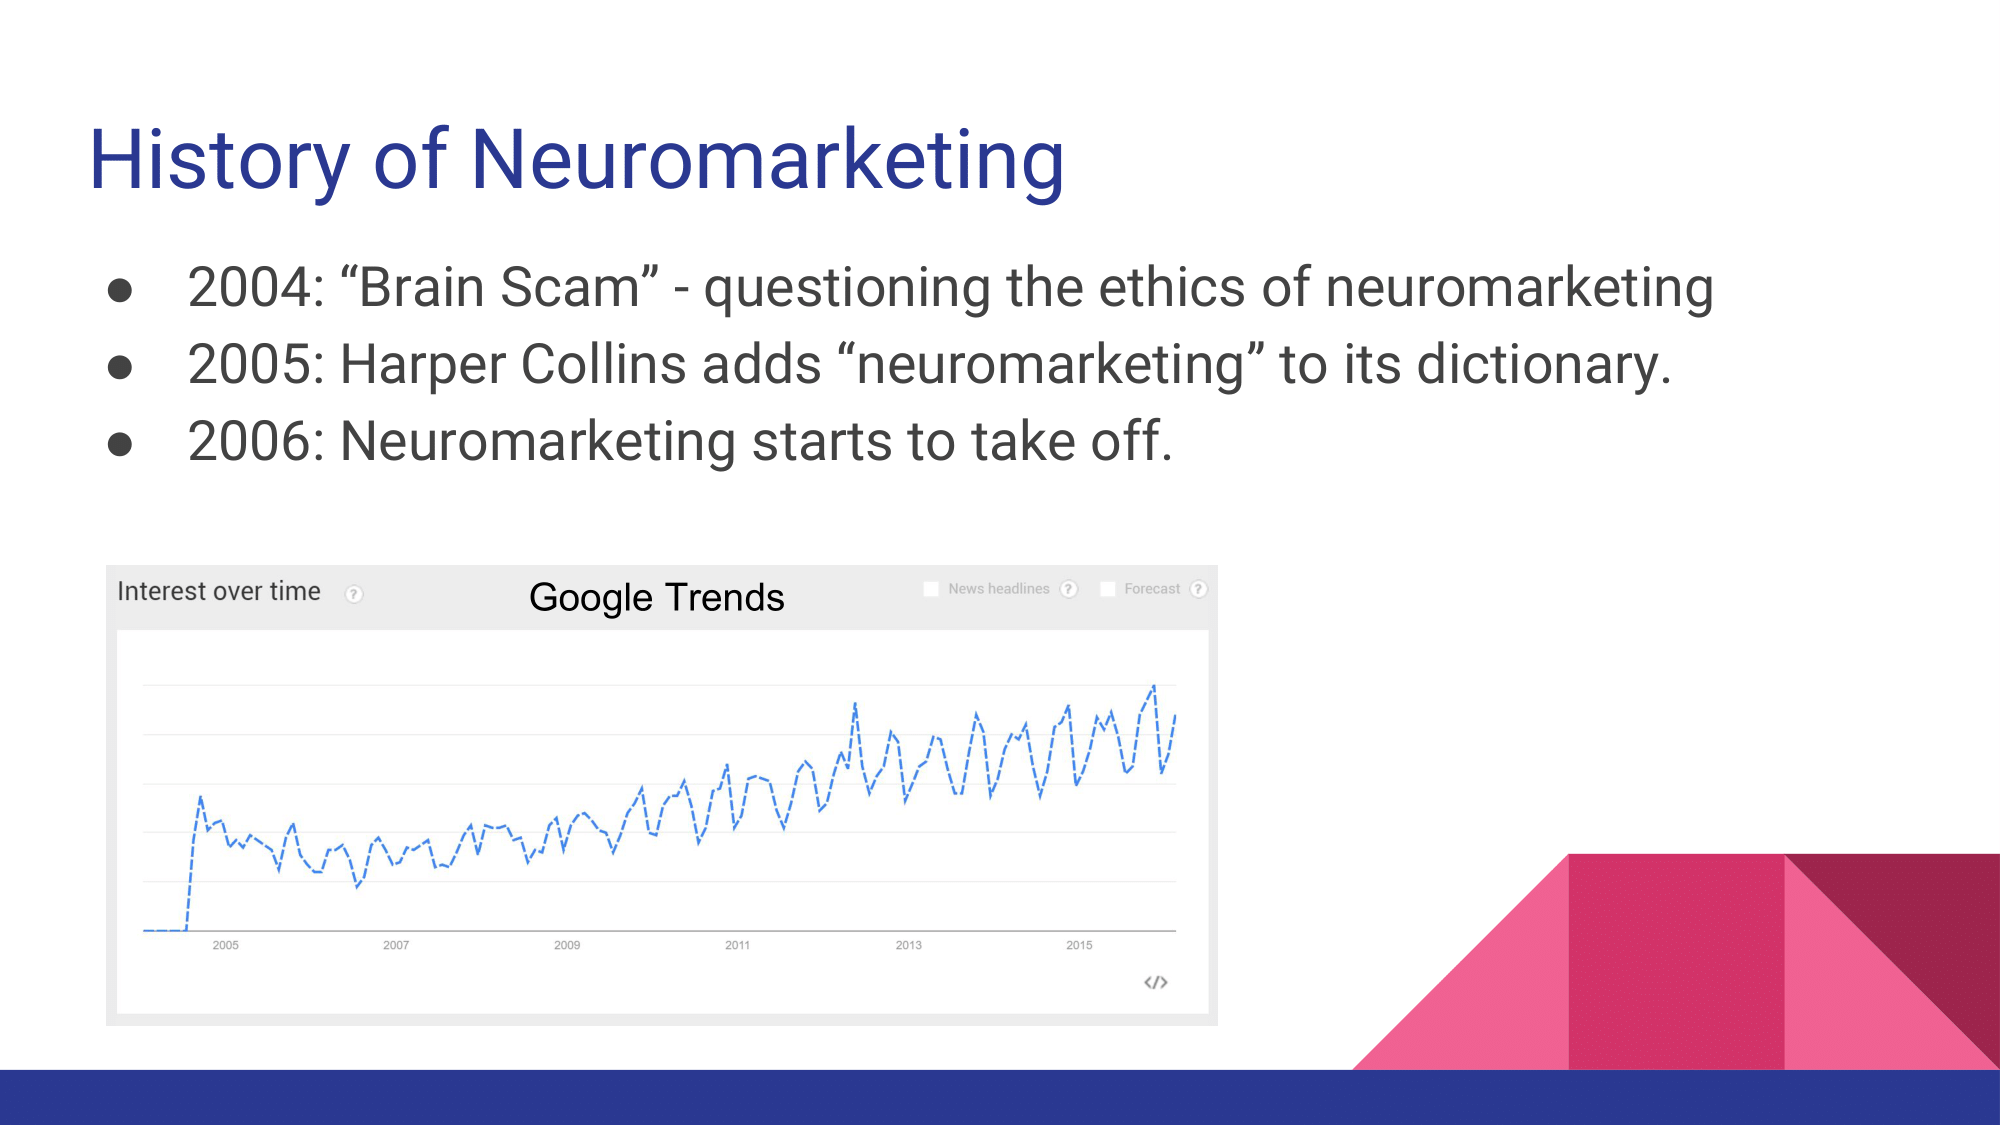 History of Neuromarketing
● 2004: “Brain Scam” - questioning the ethics of neuromarketing
● 2005: Harper Collins adds “neuromarketing” to its dictionary.
● 2006: Neuromarketing starts to take off.
Interest over time ? Google Trends News headlines ? Forecast ?
2005 2007 2009 2011 2013 2015
</>